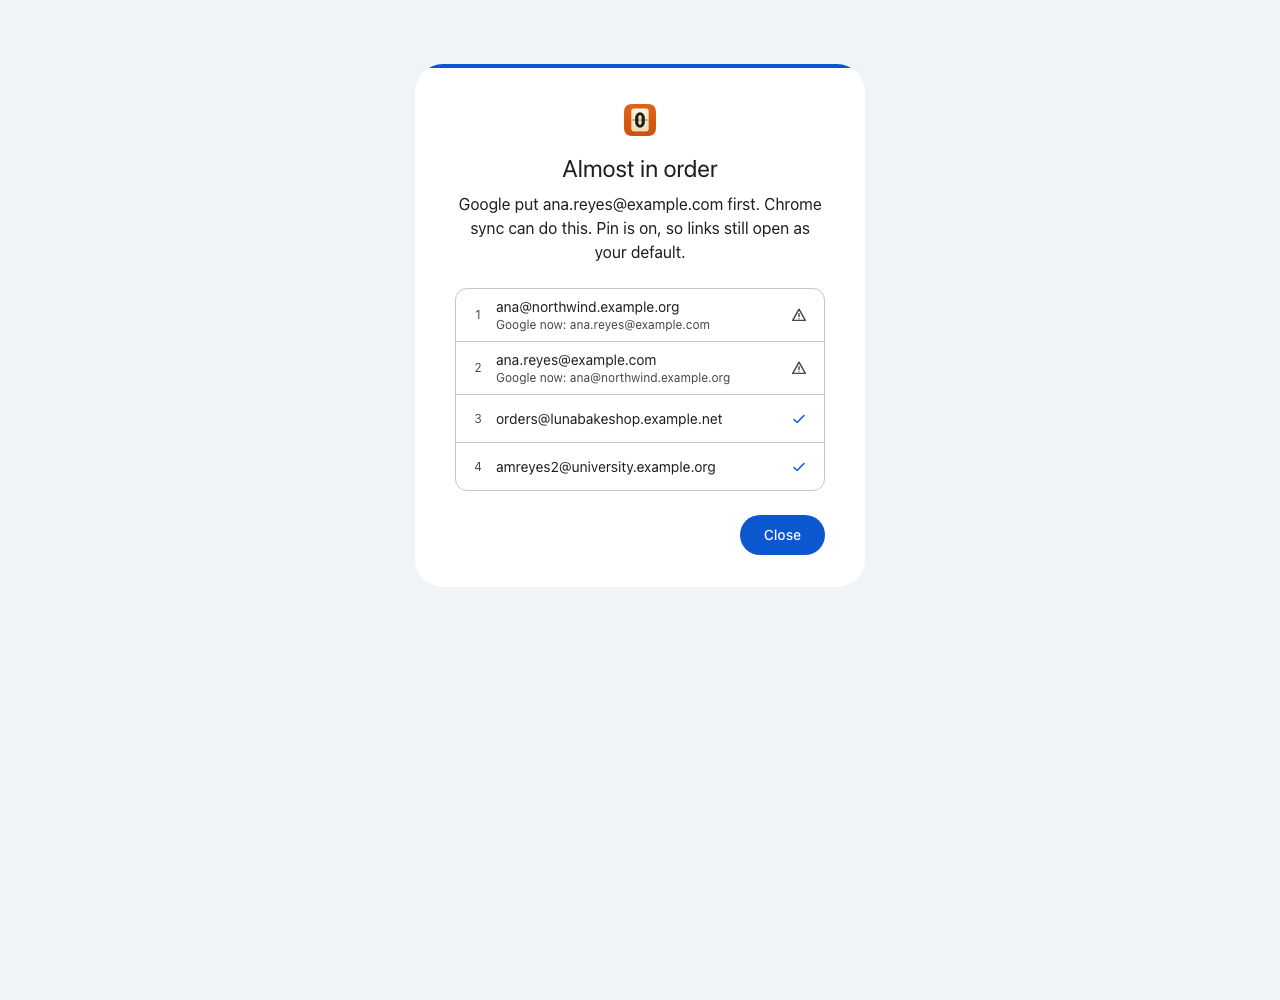 0
Almost in order
Google put ana.reyes@example.com first. Chrome
sync can do this. Pin is on, so links still open as
your default.
1 ana@northwind.example.org
Google now: ana.reyes@example.com
2 ana.reyes@example.com
Google now: ana@northwind.example.org
3 orders@lunabakeshop.example.net
4 amreyes2@university.example.org
Close